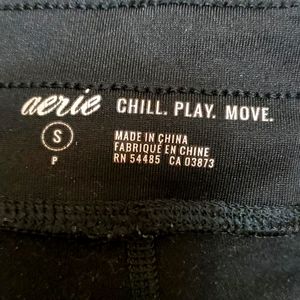 aerie CHILL. PLAY. MOVE.
S
P
MADE IN CHINA
FABRIQUÉ EN CHINE
RN 54485 CA 03873